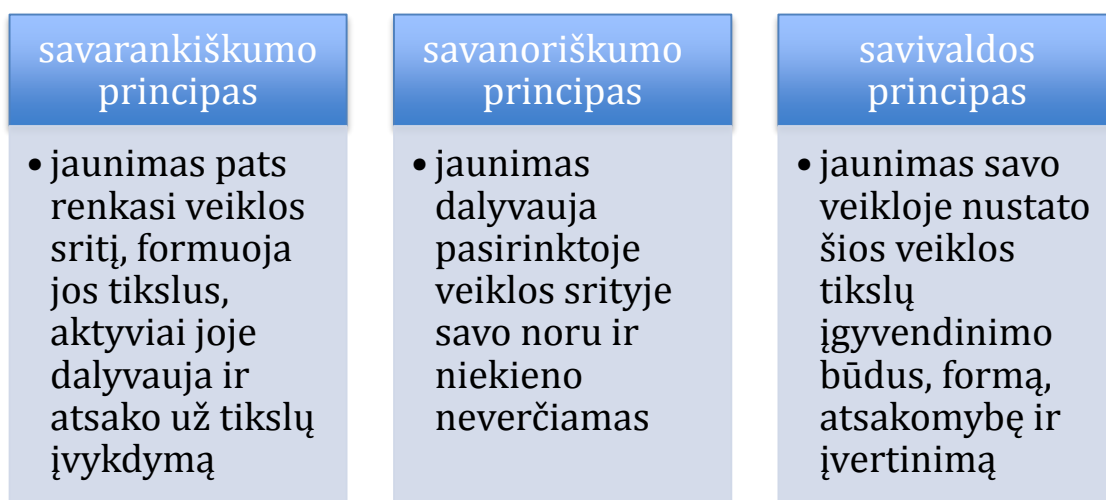 savarankiškumo
principas
• jaunimas pats
renkasi veiklos
sritį, formuoja
jos tikslus,
aktyviai joje
dalyvauja ir
atsako už tikslų
įvykdymą
savanoriškumo
principas
• jaunimas
dalyvauja
pasirinktoje
veiklos srityje
savo noru ir
niekieno
neverčiamas
savivaldos
principas
• jaunimas savo
veikloje nustato
šios veiklos
tikslų
įgyvendinimo
būdus, formą,
atsakomybę ir
įvertinimą